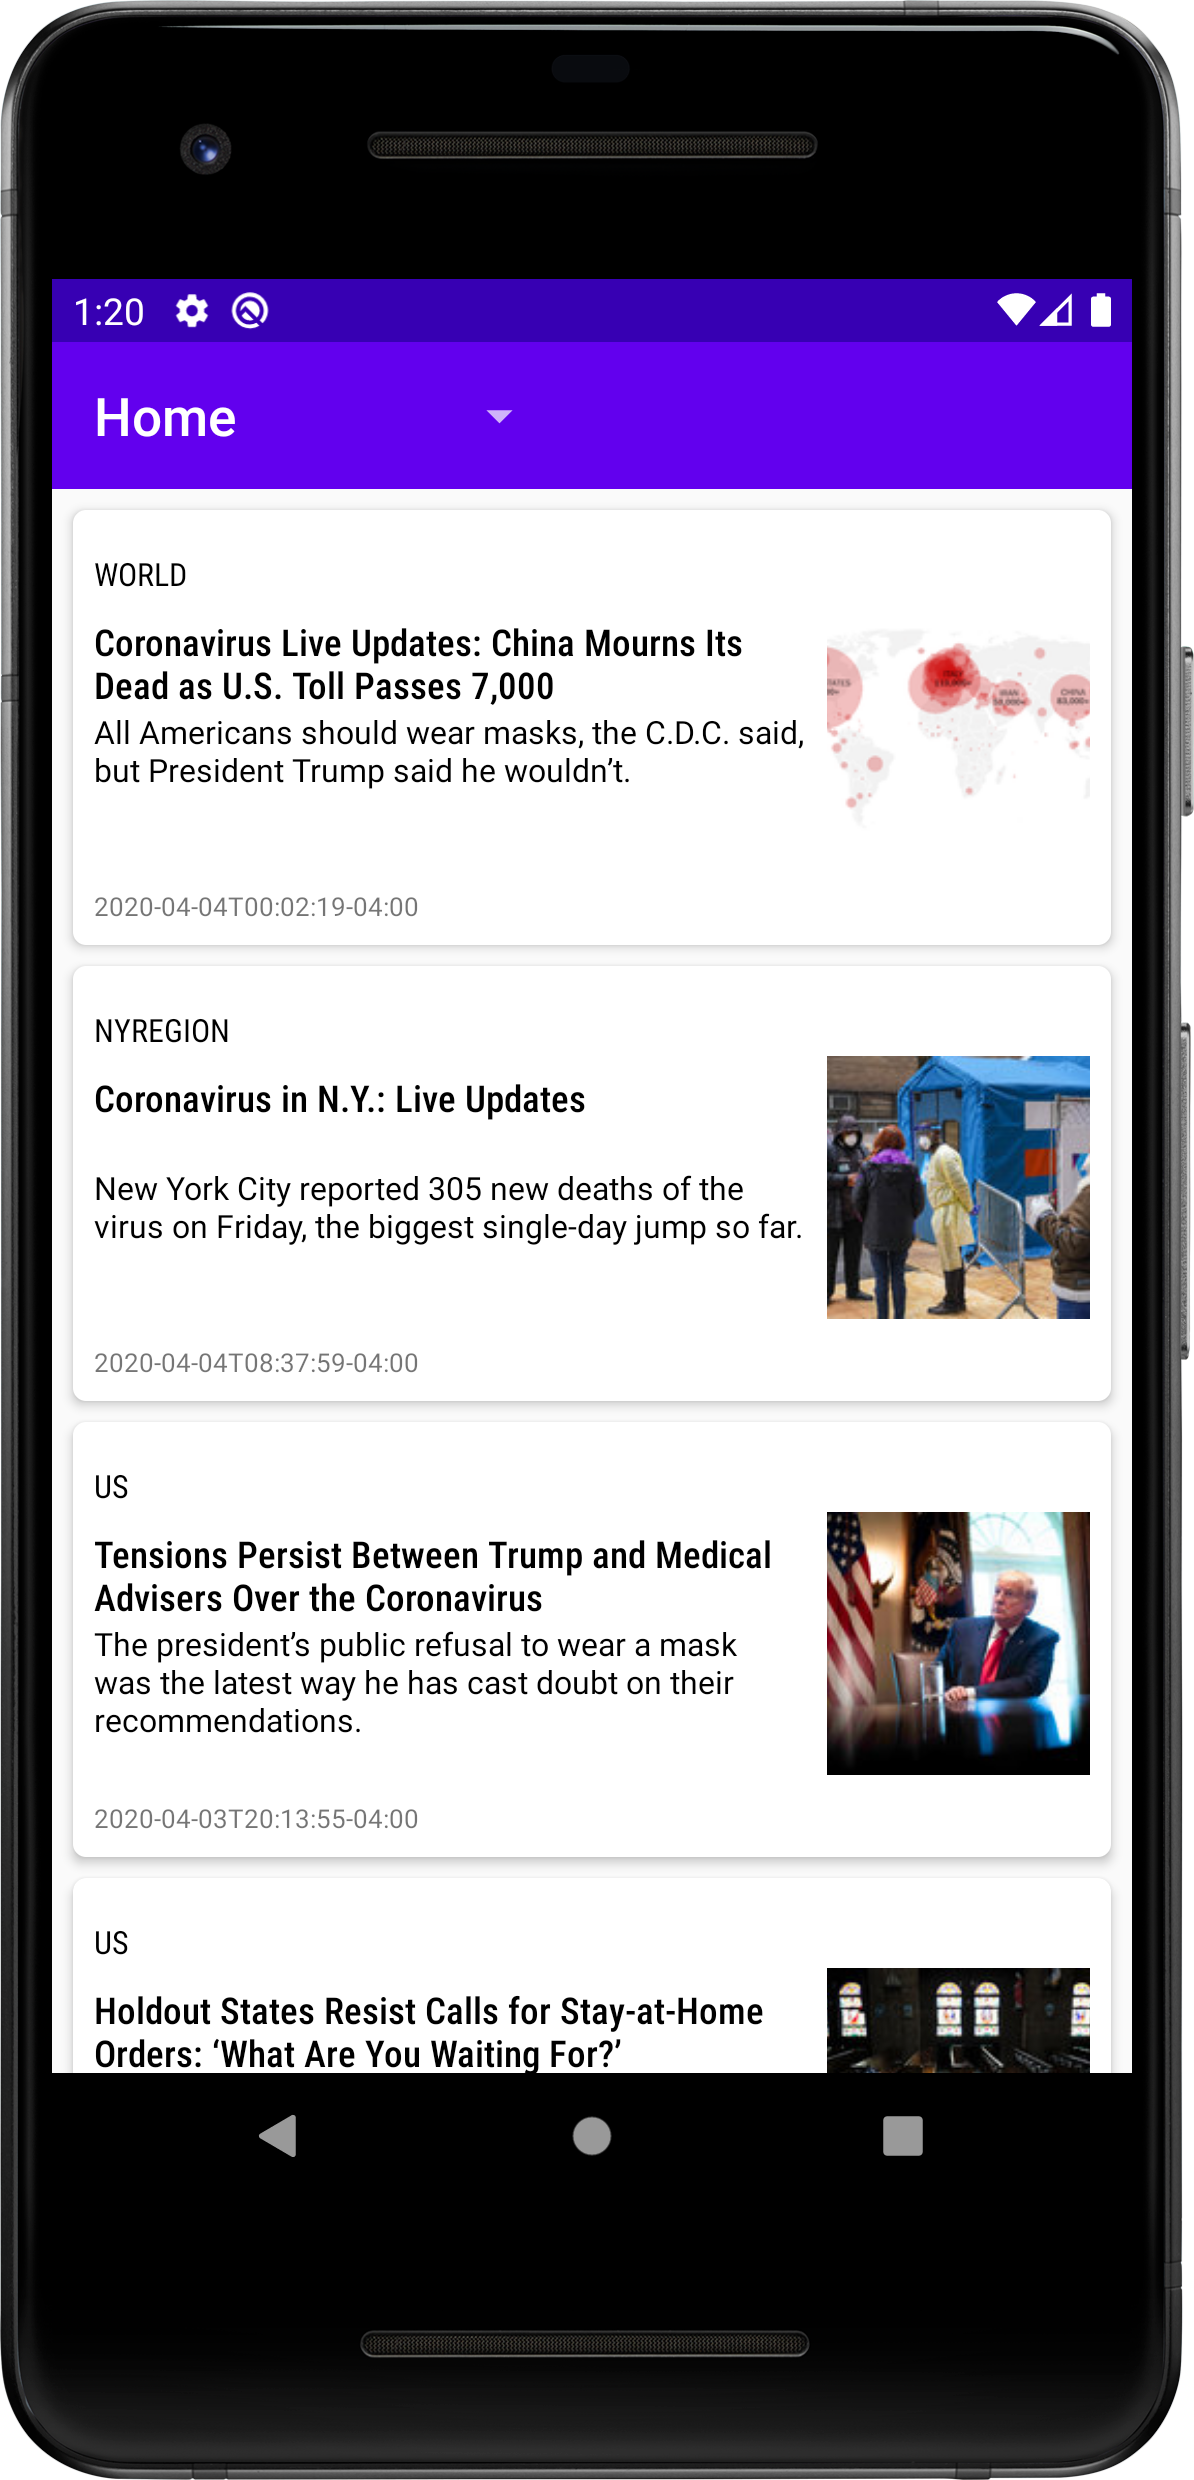 1:20
Home
WORLD
Coronavirus Live Updates: China Mourns Its
Dead as U.S. Toll Passes 7,000
All Americans should wear masks, the C.D.C. said,
but President Trump said he wouldn’t.
ITALY
IRAN
CHINA
83,000+
2020-04-04T00:02:19-04:00
NYREGION
Coronavirus in N.Y.: Live Updates
New York City reported 305 new deaths of the
virus on Friday, the biggest single-day jump so far.
2020-04-04T08:37:59-04:00
US
Tensions Persist Between Trump and Medical
Advisers Over the Coronavirus
The president’s public refusal to wear a mask
was the latest way he has cast doubt on their
recommendations.
2020-04-03T20:13:55-04:00
US
Holdout States Resist Calls for Stay-at-Home
Orders: ‘What Are You Waiting For?’